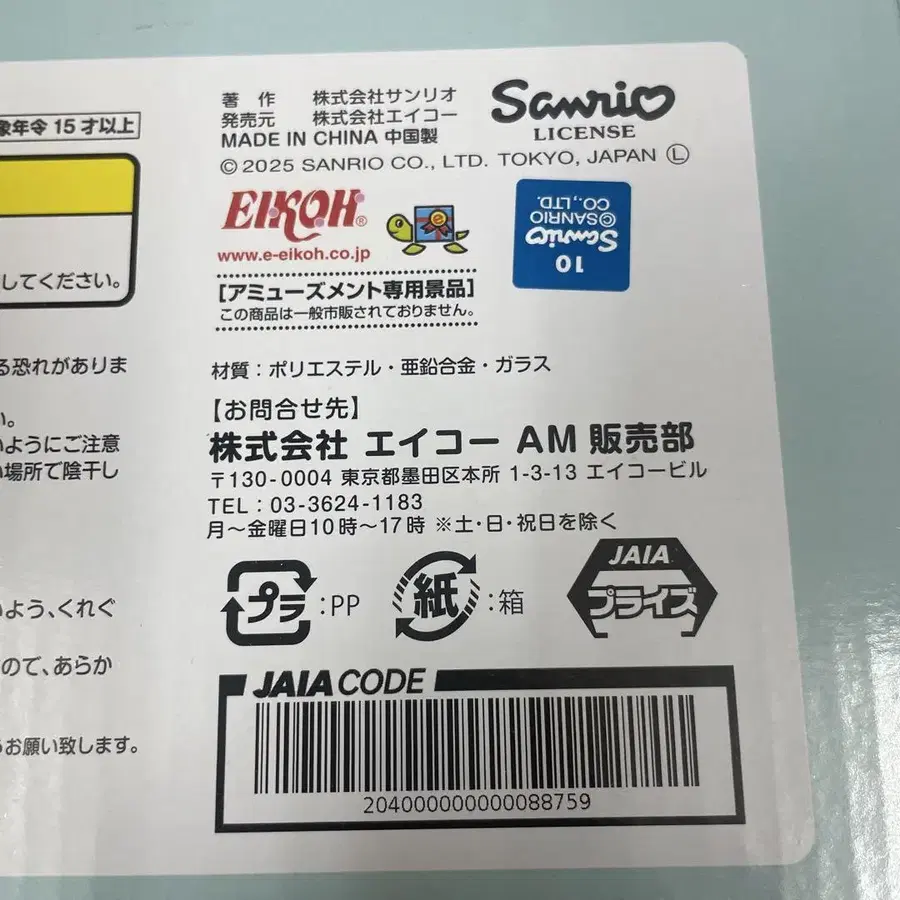 象年令15才以上
してください。
る恐れがありま
い。
いようにご注意
い場所で陰干し
いよう、くれぐ
ので、あらか
うお願い致します。
著作 株式会社サンリオ
発売元 株式会社エイコー
MADE IN CHINA 中国製
© 2025 SANRIO CO., LTD. TOKYO, JAPAN Ⓛ
Sanrio
LICENSE
EIKOH®
www.e-eikoh.co.jp
e
10
Sanrio
©SANRIO
CO.,LTD.
[アミューズメント専用景品]
この商品は一般市販されておりません。
材質:ポリエステル・亜鉛合金・ガラス
【お問合せ先】
株式会社 エイコー AM 販売部
〒130-0004 東京都墨田区本所 1-3-13 エイコービル
TEL:03-3624-1183
月~金曜日10時~17時 ※土・日・祝日を除く
プラ:PP
紙:箱
JAIA
プライズ
JAIA CODE
204000000000088759